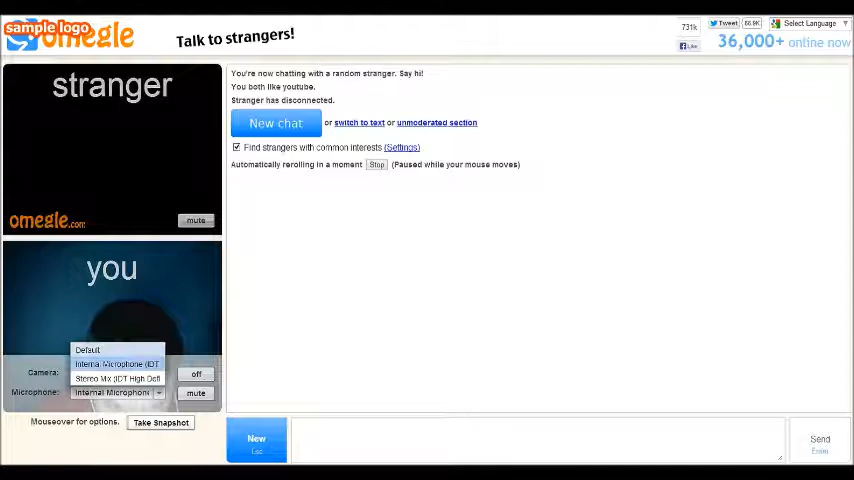 sample logo
omegle
Talk to strangers!
731k
Like
Tweet
66.9K
Select Language
36,000+ online now
stranger
omegle.com
mute
You're now chatting with a random stranger. Say hi!
You both like youtube.
Stranger has disconnected.
New chat or switch to text or unmoderated section
Find strangers with common interests (Settings)
Automatically rerolling in a moment Stop (Paused while your mouse moves)
you
Default
Internal Microphone (IDT
Stereo Mix (IDT High Defi
Camera: off
Microphone: Internal Microphone mute
Mouseover for options. Take Snapshot
New
Esc
Send
Enter